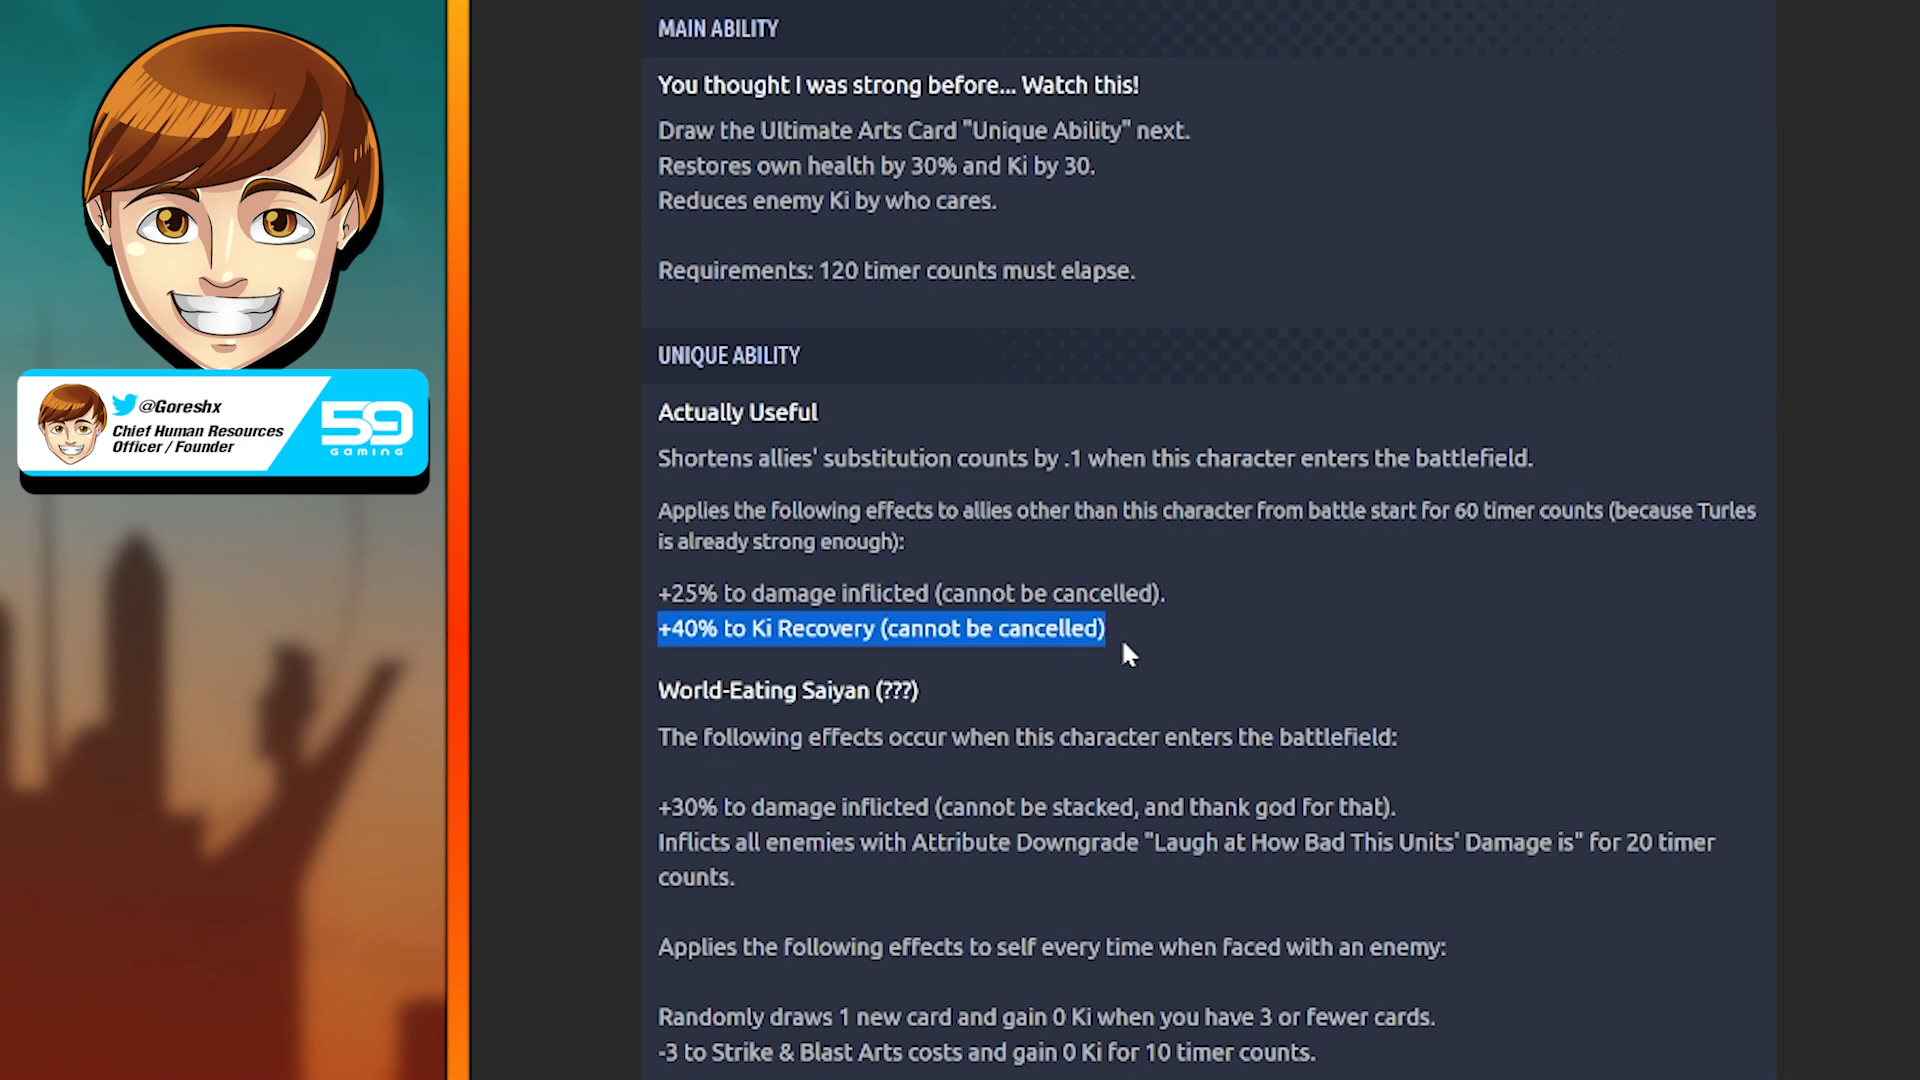 @Goreshx
Chief Human Resources
Officer / Founder
59
GAMING
MAIN ABILITY
You thought I was strong before... Watch this!
Draw the Ultimate Arts Card "Unique Ability" next.
Restores own health by 30% and Ki by 30.
Reduces enemy Ki by who cares.
Requirements: 120 timer counts must elapse.
UNIQUE ABILITY
Actually Useful
Shortens allies' substitution counts by .1 when this character enters the battlefield.
Applies the following effects to allies other than this character from battle start for 60 timer counts (because Turles
is already strong enough):
+25% to damage inflicted (cannot be cancelled).
+40% to Ki Recovery (cannot be cancelled)
World-Eating Saiyan (???)
The following effects occur when this character enters the battlefield:
+30% to damage inflicted (cannot be stacked, and thank god for that).
Inflicts all enemies with Attribute Downgrade "Laugh at How Bad This Units' Damage is" for 20 timer
counts.
Applies the following effects to self every time when faced with an enemy:
Randomly draws 1 new card and gain 0 Ki when you have 3 or fewer cards.
-3 to Strike & Blast Arts costs and gain 0 Ki for 10 timer counts.